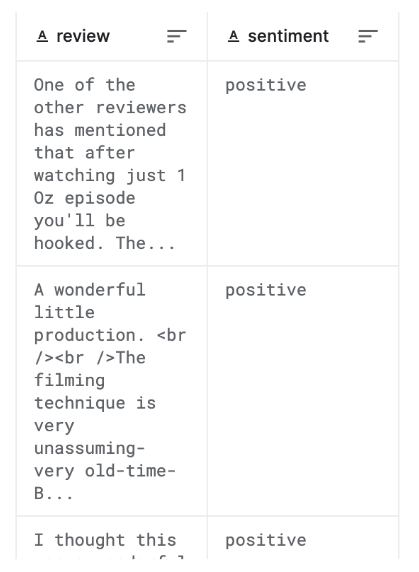 review
sentiment
One of the
other reviewers
has mentioned
that after
watching just 1
Oz episode
you'll be
hooked. The...
positive
A wonderful
little
production. <br
/><br />The
filming
technique is
very
unassuming-
very old-time-
B...
positive
I thought this
positive